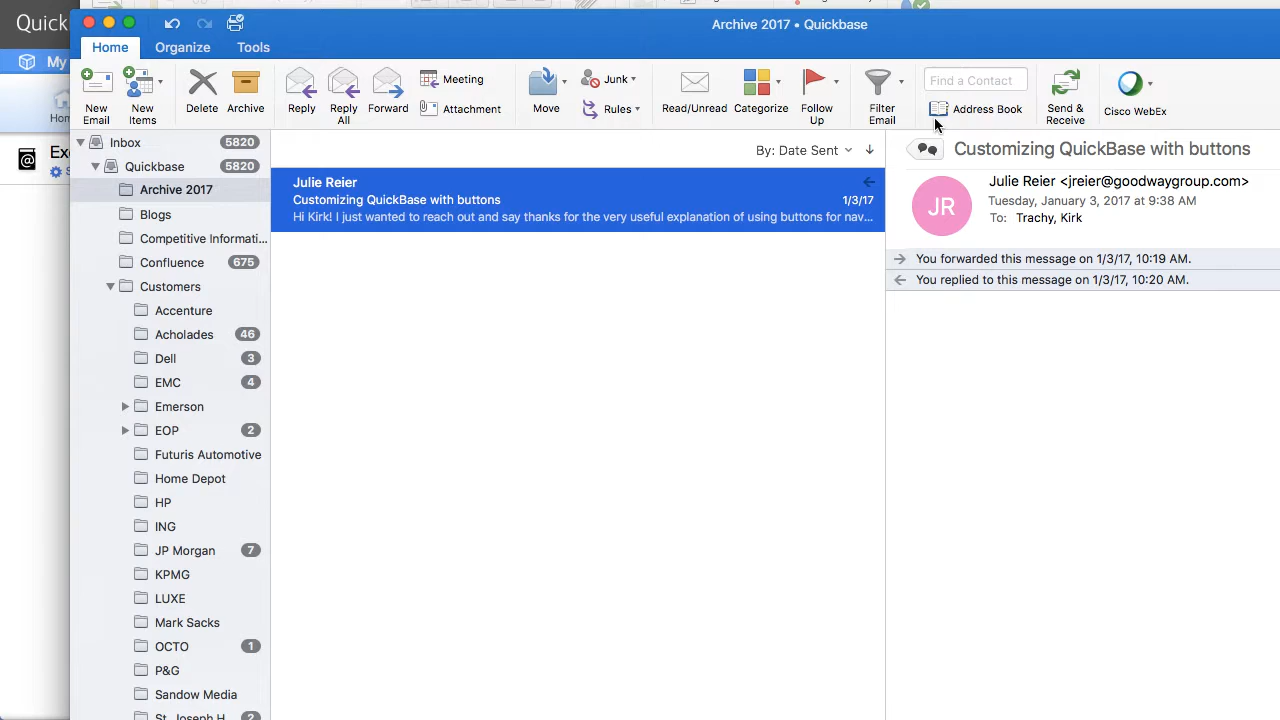 Quick
My
Hom
Exc
Archive 2017 • Quickbase
Home Organize Tools
New Email
New Items
Delete
Archive
Reply
Reply All
Forward
Meeting
Attachment
Move
Junk
Rules
Read/Unread
Categorize
Follow Up
Filter Email
Find a Contact
Address Book
Send & Receive
Cisco WebEx
Inbox 5820
Quickbase 5820
Archive 2017
Blogs
Competitive Informati...
Confluence 675
Customers
Accenture
Acholades 46
Dell 3
EMC 4
Emerson
EOP 2
Futuris Automotive
Home Depot
HP
ING
JP Morgan 7
KPMG
LUXE
Mark Sacks
OCTO 1
P&G
Sandow Media
St. Joseph H 2
By: Date Sent
Julie Reier
Customizing QuickBase with buttons 1/3/17
Hi Kirk! I just wanted to reach out and say thanks for the very useful explanation of using buttons for nav...
Customizing QuickBase with buttons
JR
Julie Reier <jreier@goodwaygroup.com>
Tuesday, January 3, 2017 at 9:38 AM
To: Trachy, Kirk
You forwarded this message on 1/3/17, 10:19 AM.
You replied to this message on 1/3/17, 10:20 AM.